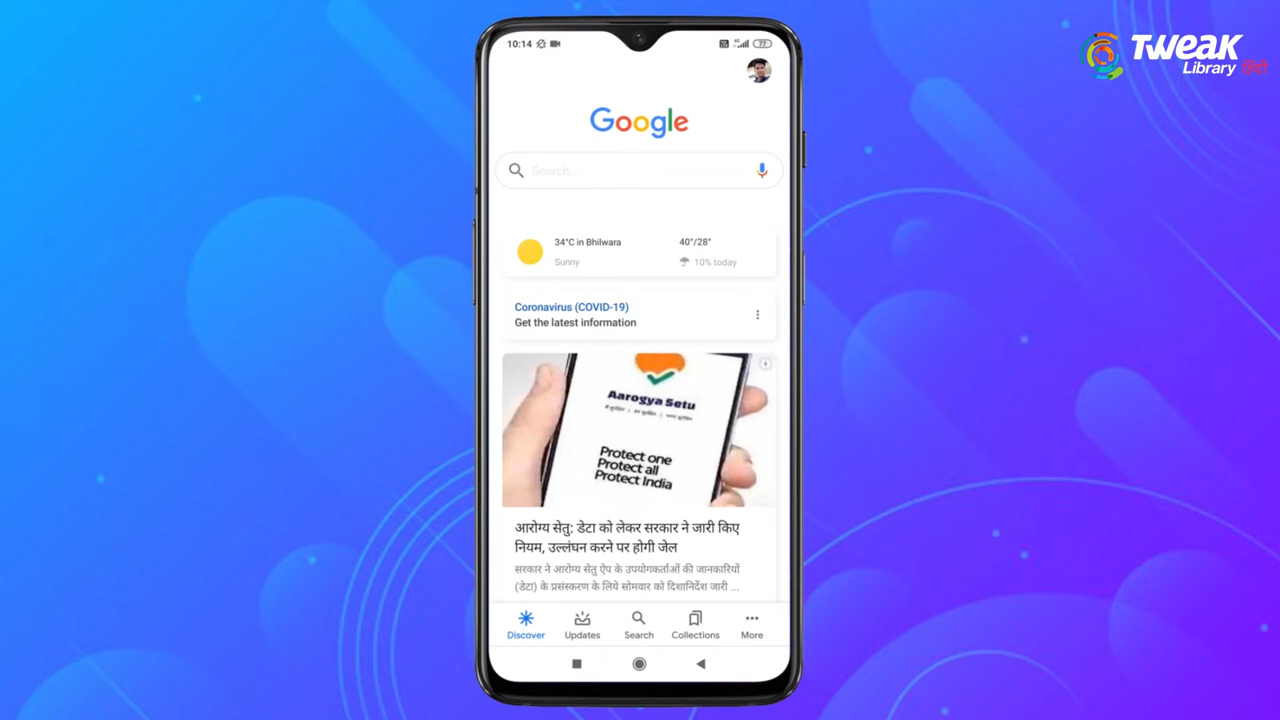 TWEAK
Library हिंदी
10:14
4G
77
Google
Search...
34°C in Bhilwara
40°/28°
Sunny
10% today
Coronavirus (COVID-19)
Get the latest information
Aarogya Setu
Protect one
Protect all
Protect India
आरोग्य सेतु: डेटा को लेकर सरकार ने जारी किए
नियम, उल्लंघन करने पर होगी जेल
सरकार ने आरोग्य सेतु ऐप के उपयोगकर्ताओं की जानकारियों
(डेटा) के प्रसंस्करण के लिये सोमवार को दिशानिर्देश जारी ...
Discover
Updates
Search
Collections
More